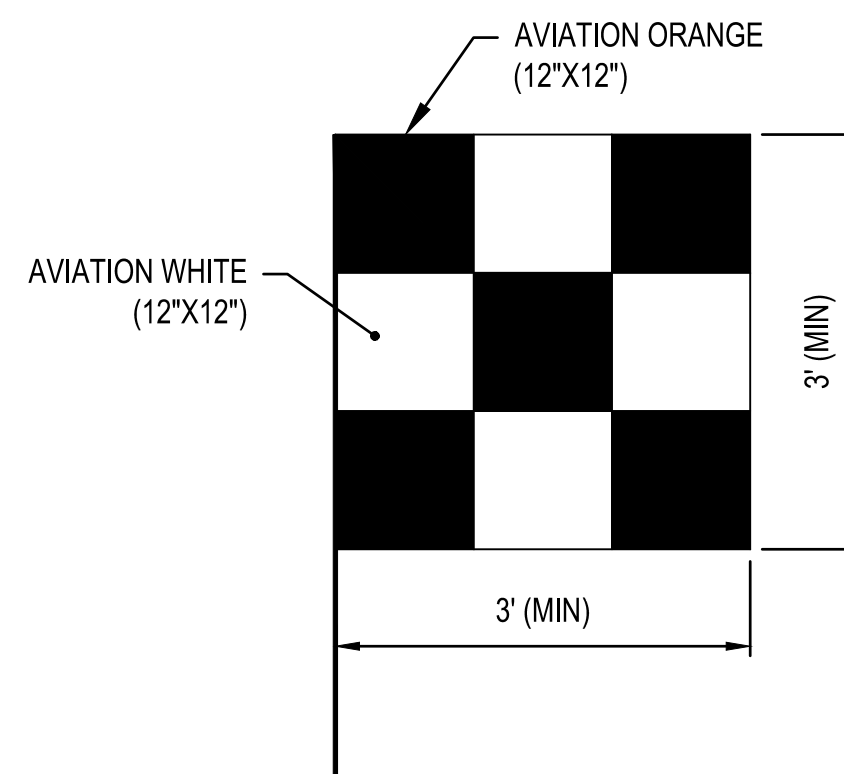 AVIATION ORANGE
(12"X12")
AVIATION WHITE
(12"X12")
3' (MIN)
3' (MIN)